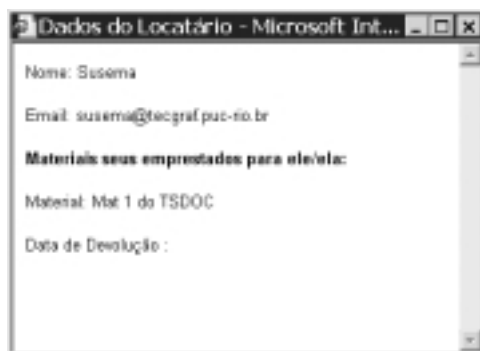 Dados do Locatário - Microsoft Int...
Nome: Susema
Email: susema@tecgraf.puc-rio.br
Materiais seus emprestados para ele/ela:
Material: Mat 1 do TSDOC
Data de Devolução :